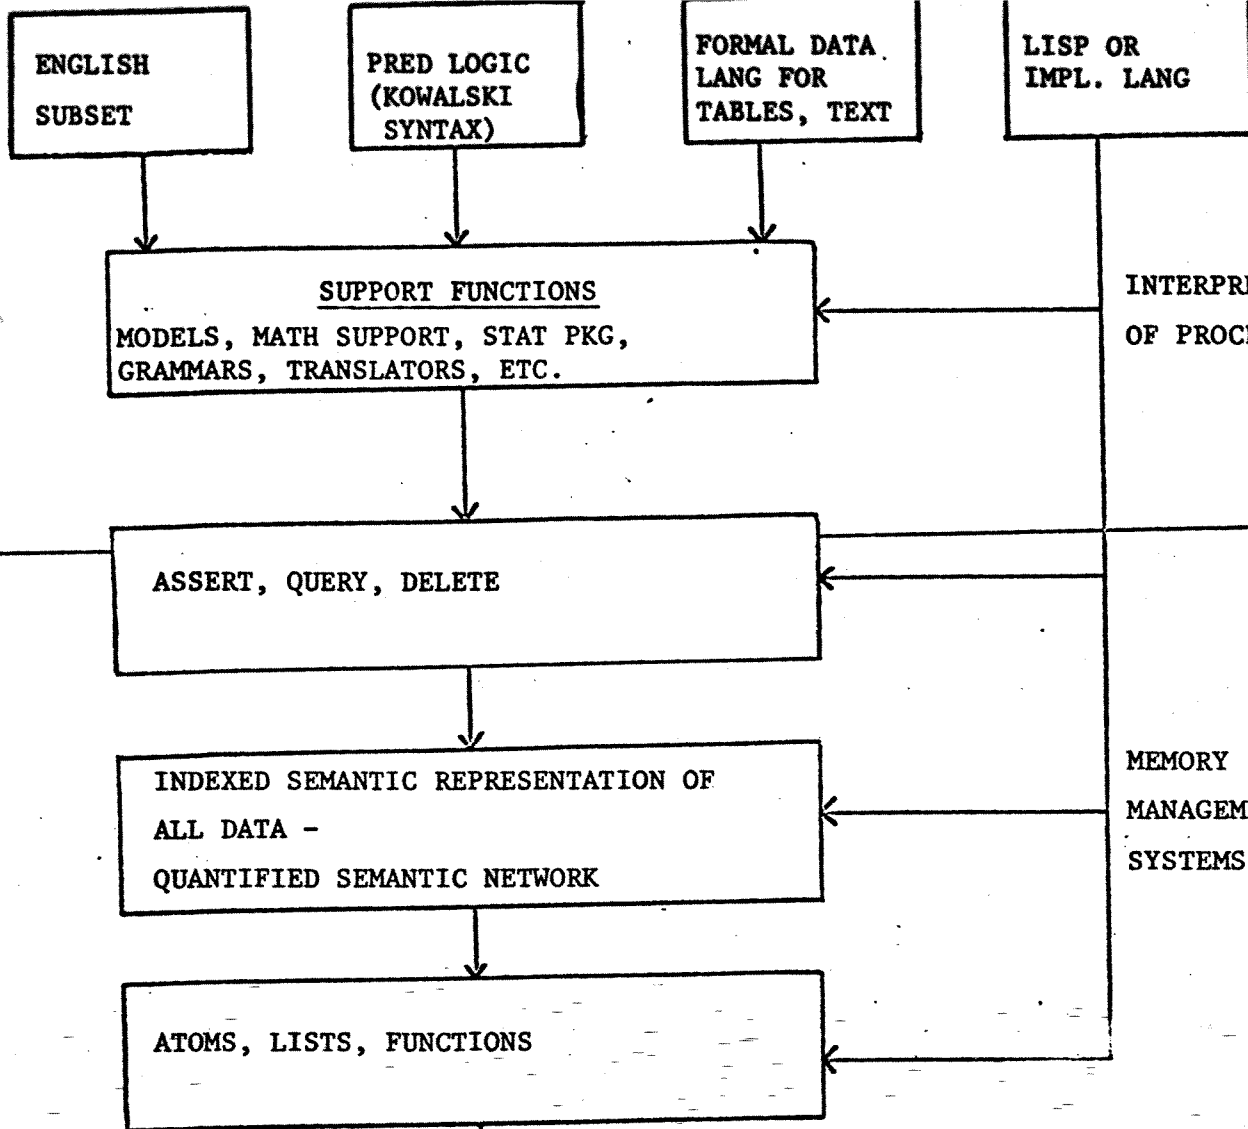 ENGLISH
SUBSET
PRED LOGIC
(KOWALSKI
SYNTAX)
FORMAL DATA
LANG FOR
TABLES, TEXT
LISP OR
IMPL. LANG
SUPPORT FUNCTIONS
MODELS, MATH SUPPORT, STAT PKG,
GRAMMARS, TRANSLATORS, ETC.
OF
ASSERT, QUERY, DELETE
INDEXED SEMANTIC REPRESENTATION OF
ALL DATA –
QUANTIFIED SEMANTIC NETWORK
MEMORY
SYSTEMS
ATOMS, LISTS, FUNCTIONS